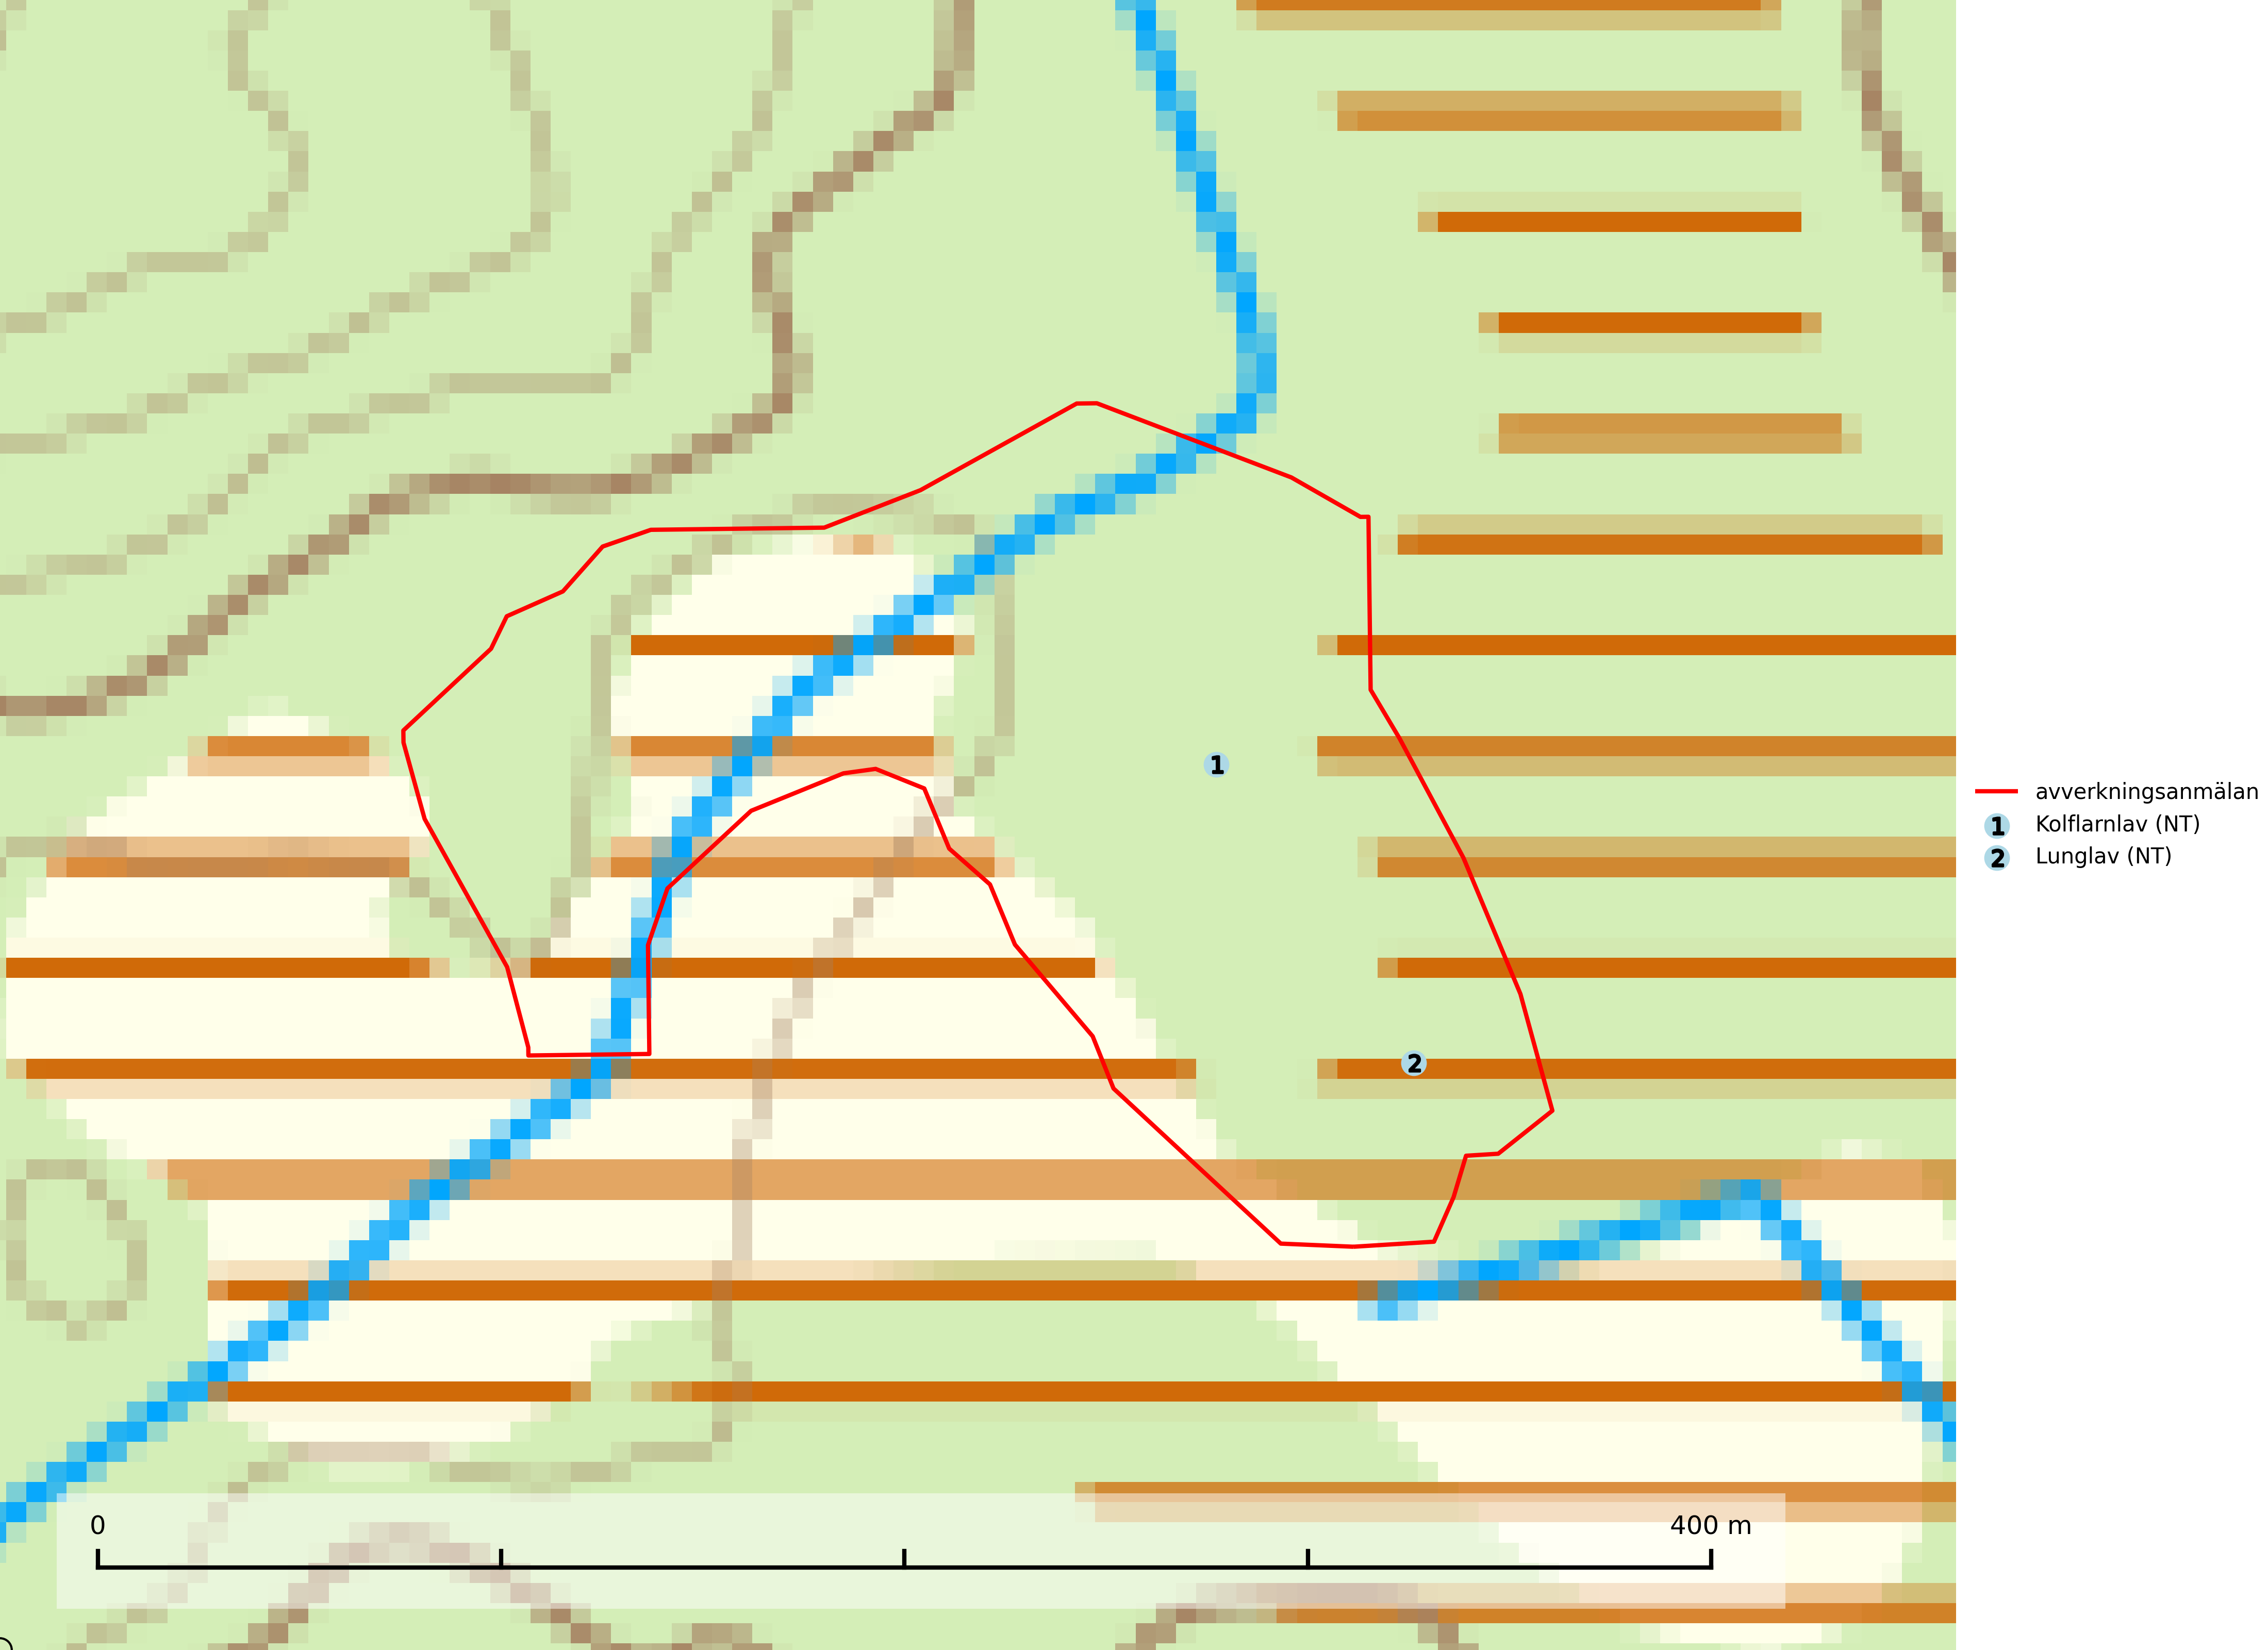 1
2
avverkningsanmälan
1 Kolflarnlav (NT)
2 Lunglav (NT)
0 400 m